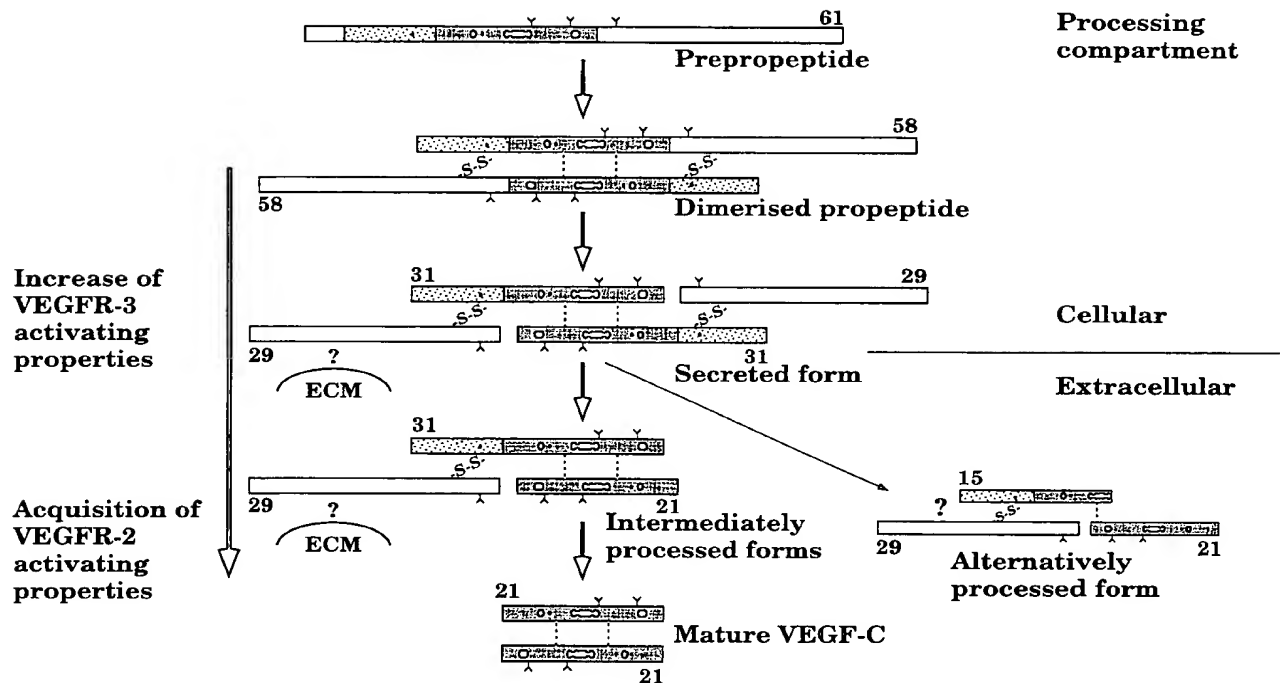 61
Prepropeptide
Processing
compartment
58
-S-S-
-S-S-
58
Dimerised propeptide
Increase of
VEGFR-3
activating
properties
31
29
-S-S-
-S-S-
29
31
?
ECM
Secreted form
Cellular
Extracellular
31
-S-S-
29
21
?
ECM
Intermediately
processed forms
Acquisition of
VEGFR-2
activating
properties
15
?
-S-S-
29
21
Alternatively
processed form
21
Mature VEGF-C
21